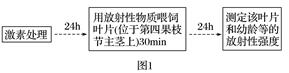 激素处理
24h
用放射性物质喂饲
叶片(位于第四果枝
节主茎上)30min
24h
测定该叶片
和幼龄等的
放射性强度
图1